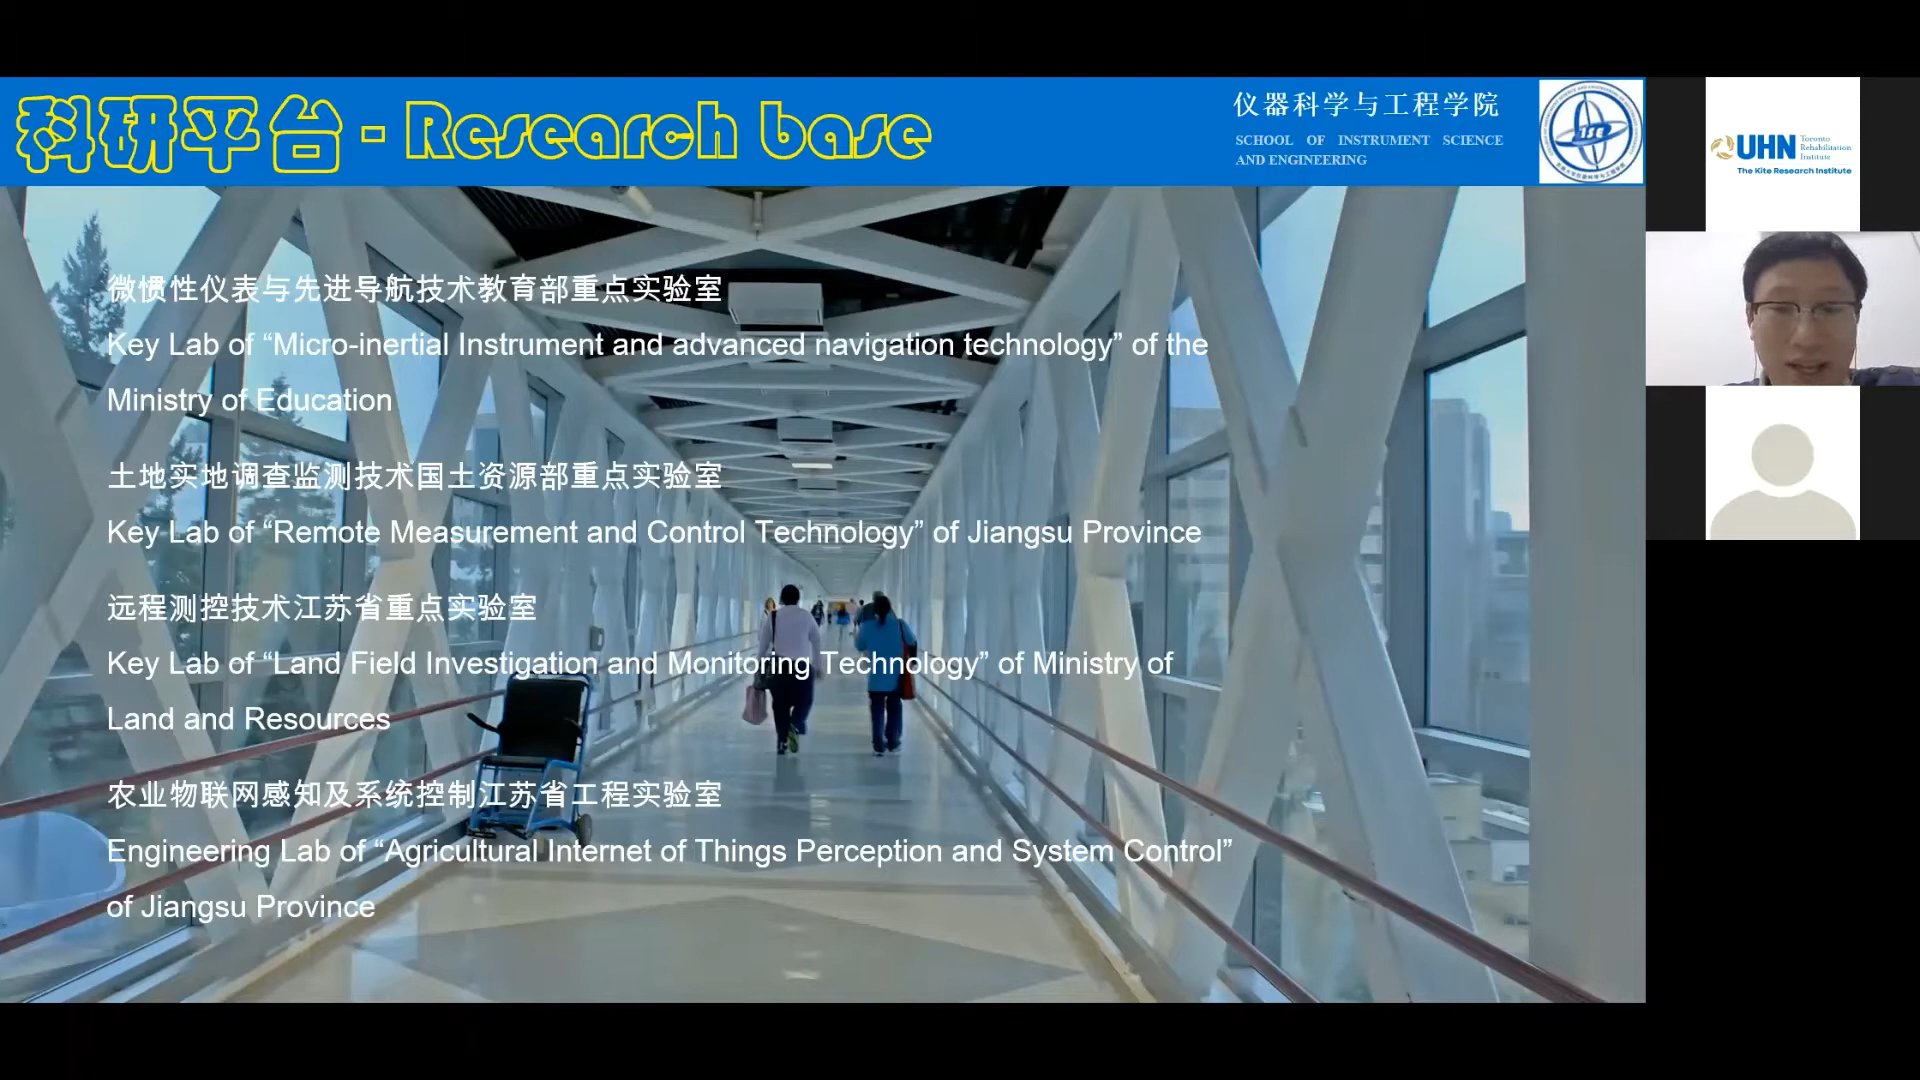 科研平台 - Research base
仪器科学与工程学院
SCHOOL OF INSTRUMENT SCIENCE
AND ENGINEERING
ISE
UHN Toronto
Rehabilitation
Institute
The Kite Research Institute
微惯性仪表与先进导航技术教育部重点实验室
Key Lab of “Micro-inertial Instrument and advanced navigation technology” of the
Ministry of Education
土地实地调查监测技术国土资源部重点实验室
Key Lab of “Remote Measurement and Control Technology” of Jiangsu Province
远程测控技术江苏省重点实验室
Key Lab of “Land Field Investigation and Monitoring Technology” of Ministry of
Land and Resources
农业物联网感知及系统控制江苏省工程实验室
Engineering Lab of “Agricultural Internet of Things Perception and System Control”
of Jiangsu Province